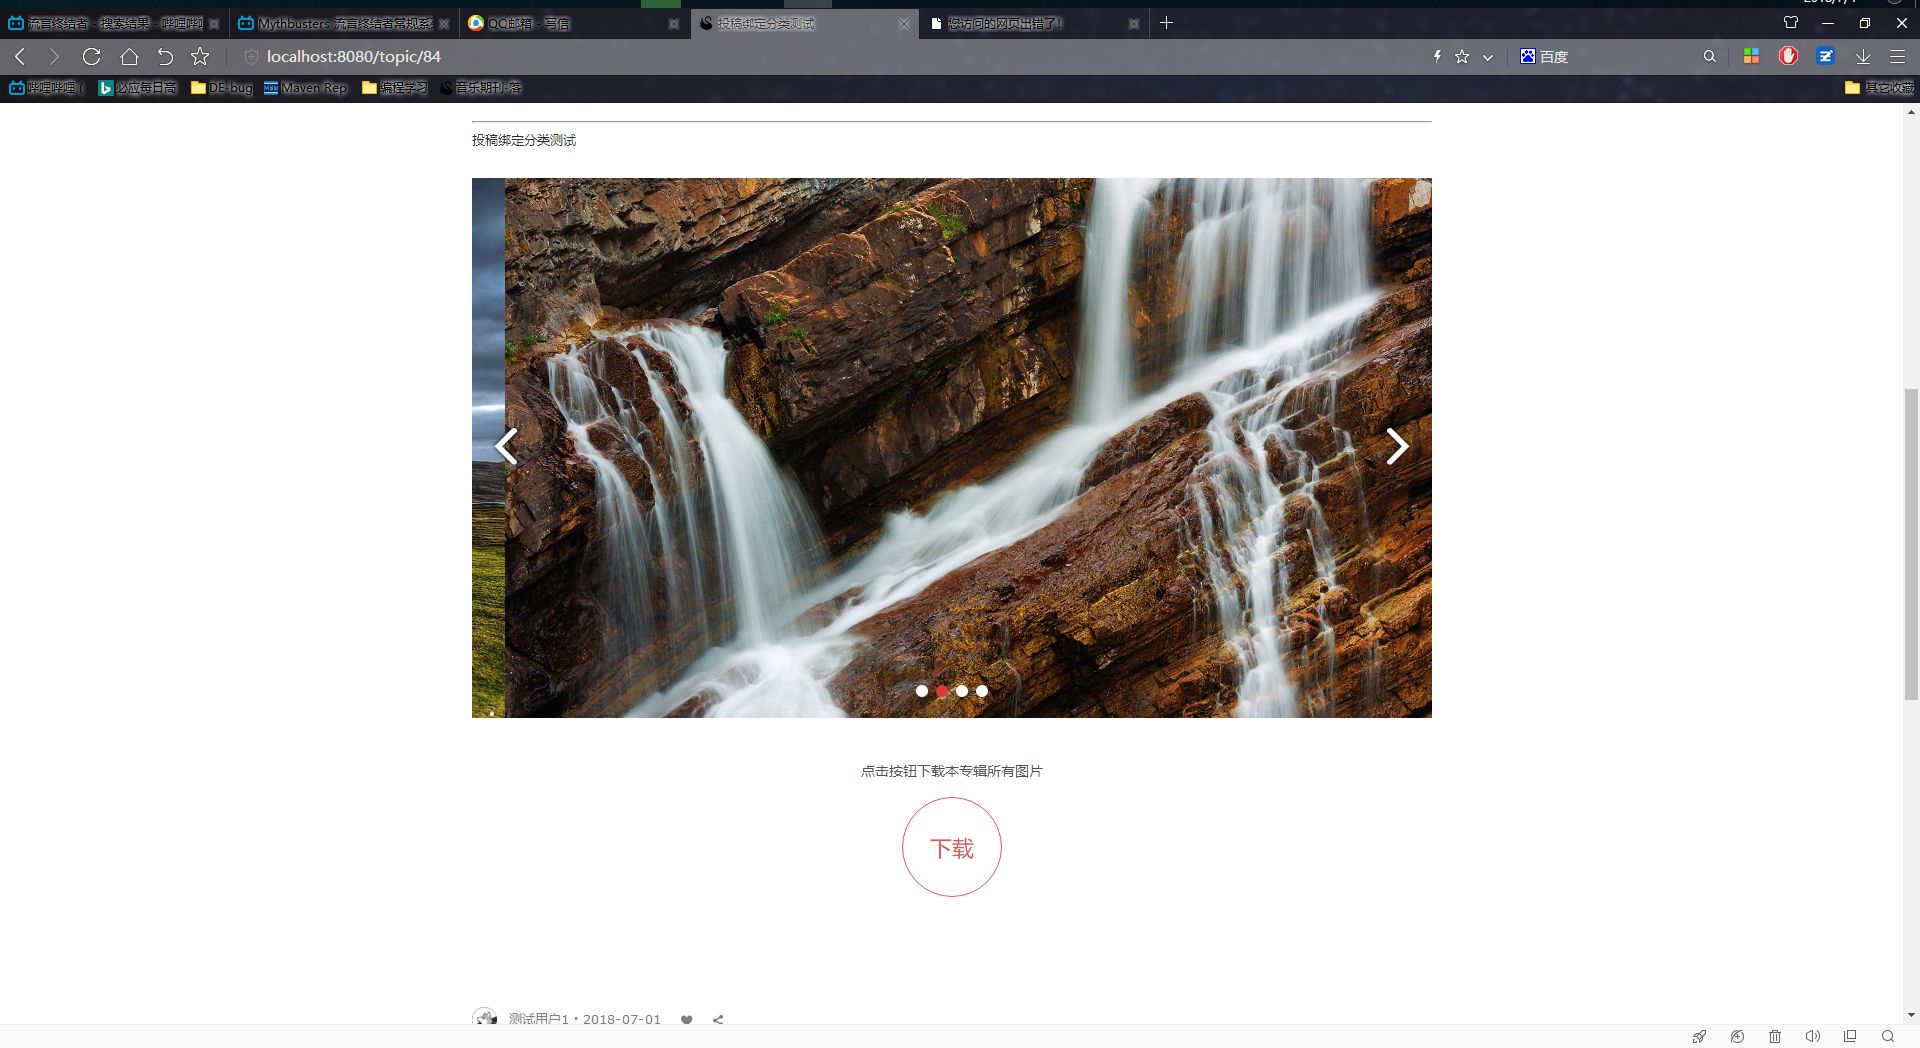 流言终结者 - 搜索结果 - 哔哩哔
Mythbusters 流言终结者常规系
QQ邮箱 - 写信
投稿绑定分类测试
您访问的网页出错了!
localhost:8080/topic/84
百度
哔哩哔哩 (
必应每日高
DE-bug
Maven Rep
编程学习
音乐期刊-落
其它收藏
投稿绑定分类测试
点击按钮下载本专辑所有图片
下载
测试用户1・2018-07-01